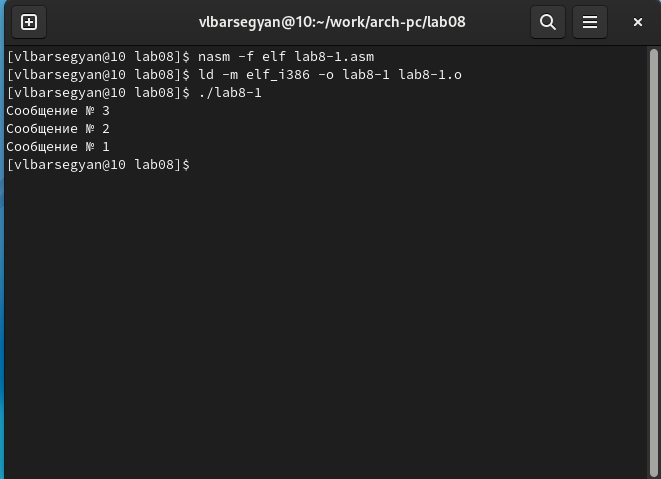 vlbarsegyan@10:~/work/arch-pc/lab08
[vlbarsegyan@10 lab08]$ nasm -f elf lab8-1.asm
[vlbarsegyan@10 lab08]$ ld -m elf_i386 -o lab8-1 lab8-1.o
[vlbarsegyan@10 lab08]$ ./lab8-1
Сообщение № 3
Сообщение № 2
Сообщение № 1
[vlbarsegyan@10 lab08]$